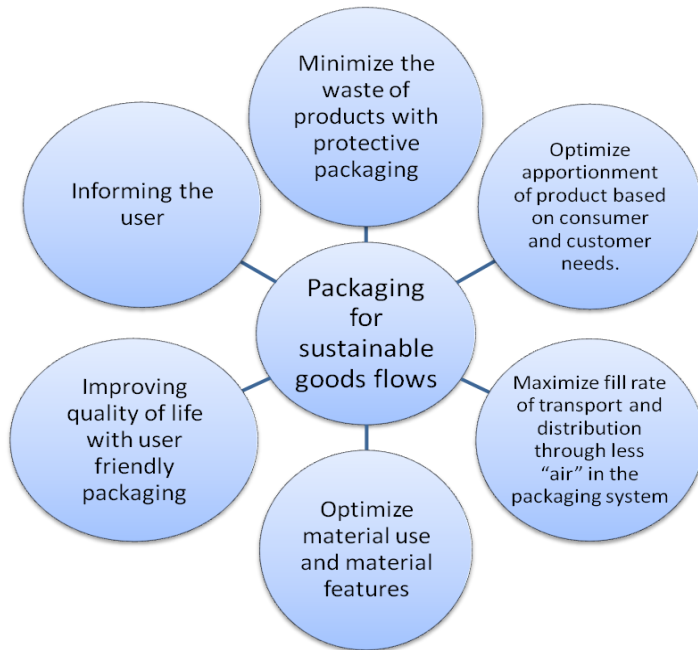 Minimize the
waste of
products with
protective
packaging
Optimize
apportionment
of product based
on consumer
and customer
needs.
Maximize fill rate
of transport and
distribution
through less
“air” in the
packaging system
Optimize
material use
and material
features
Improving
quality of life
with user
friendly
packaging
Informing the
user
Packaging
for
sustainable
goods flows